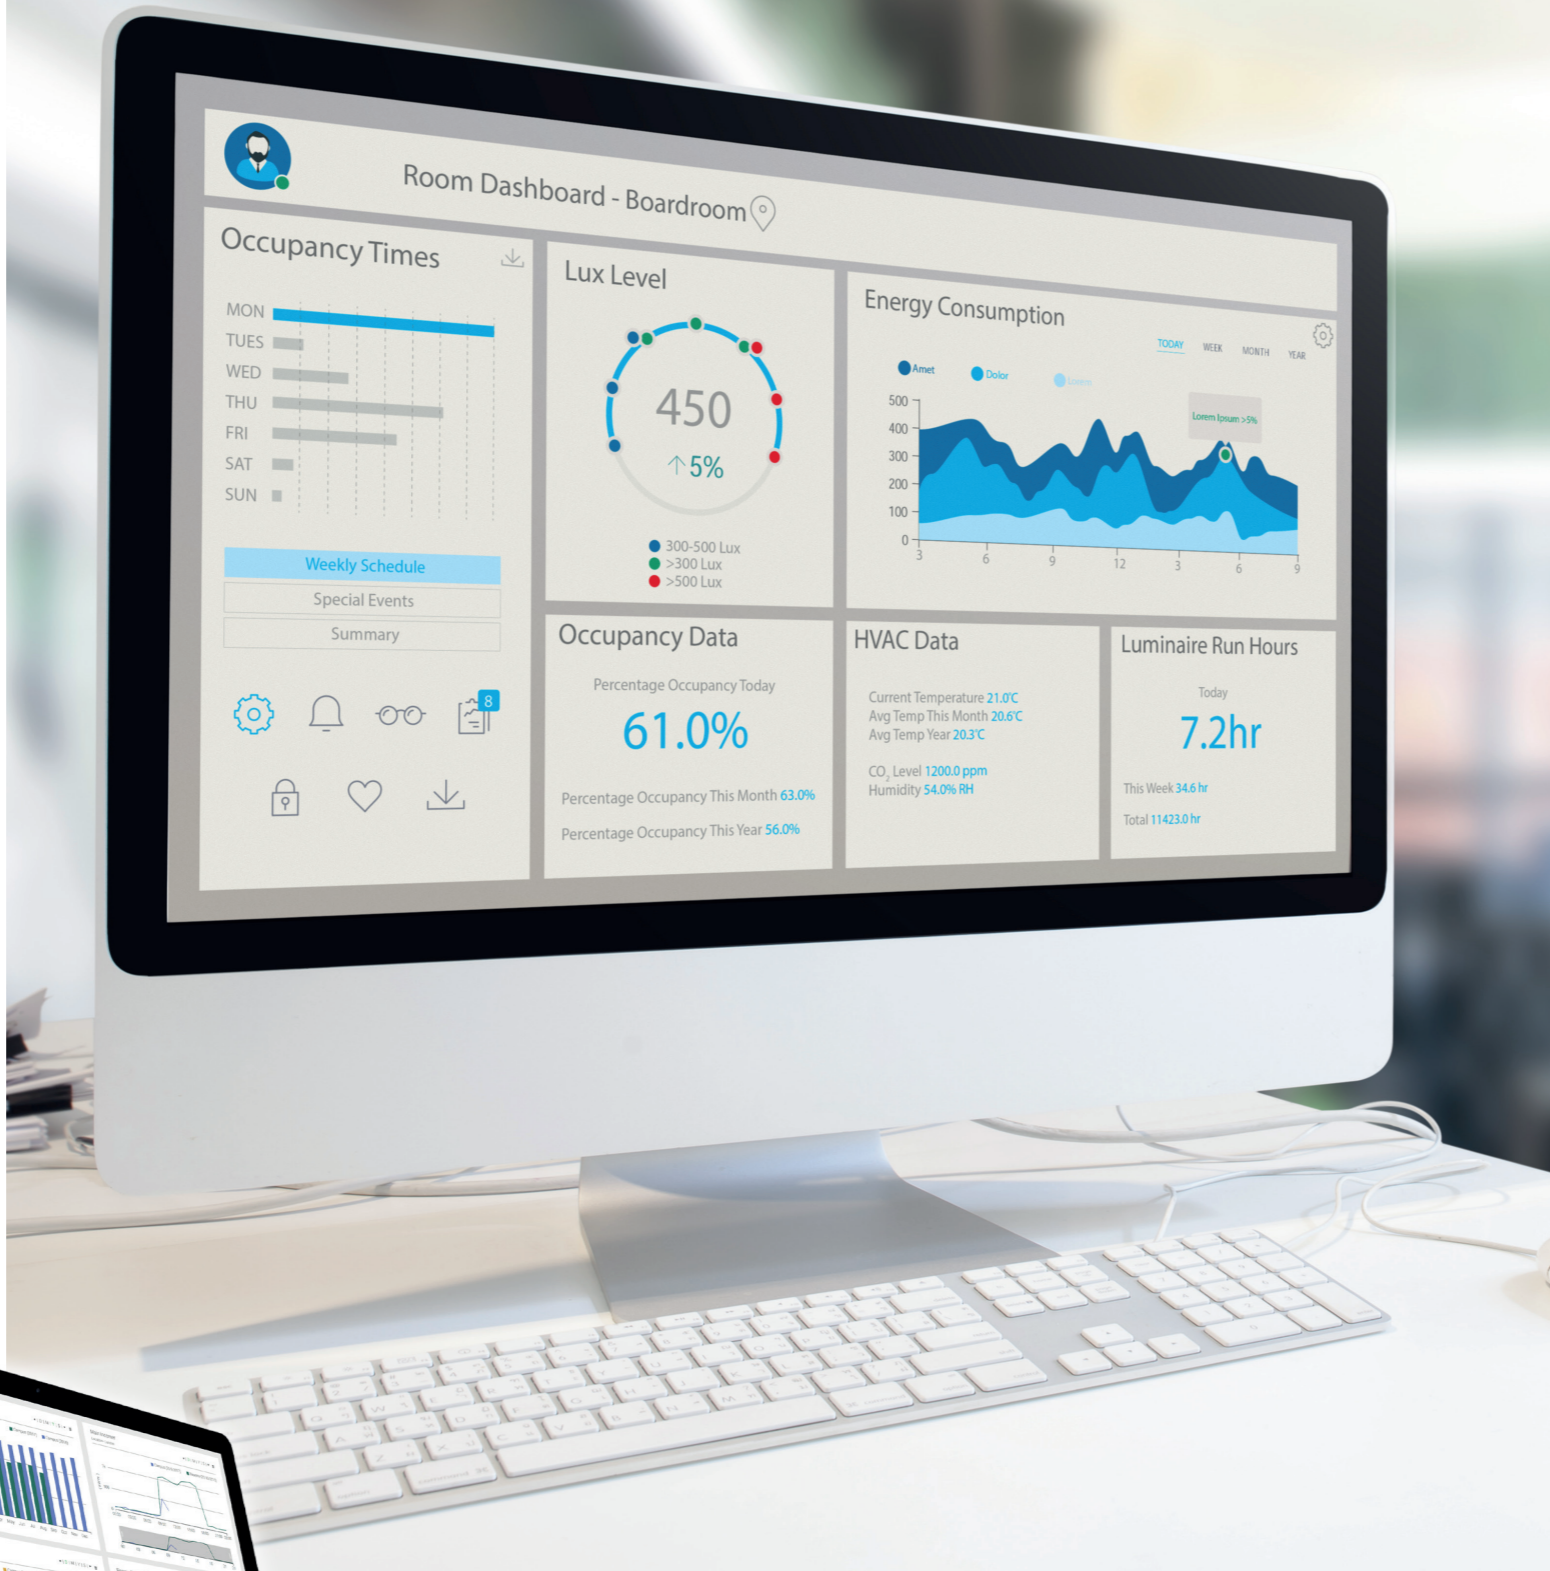 Room Dashboard - Boardroom
Occupancy Times
MON
TUES
WED
THU
FRI
SAT
SUN
Weekly Schedule
Special Events
Summary
8
Lux Level
450
↑5%
300-500 Lux
>300 Lux
>500 Lux
Energy Consumption
TODAY WEEK MONTH YEAR
Amet Dolor Lorem
Lorem Ipsum >5%
500
400
300
200
100
0
3 6 9 12 3 6 9
Occupancy Data
Percentage Occupancy Today
61.0%
Percentage Occupancy This Month 63.0%
Percentage Occupancy This Year 56.0%
HVAC Data
Current Temperature 21.0°C
Avg Temp This Month 20.6°C
Avg Temp Year 20.3°C
CO₂ Level 1200.0 ppm
Humidity 54.0% RH
Luminaire Run Hours
Today
7.2hr
This Week 34.6 hr
Total 11423.0 hr